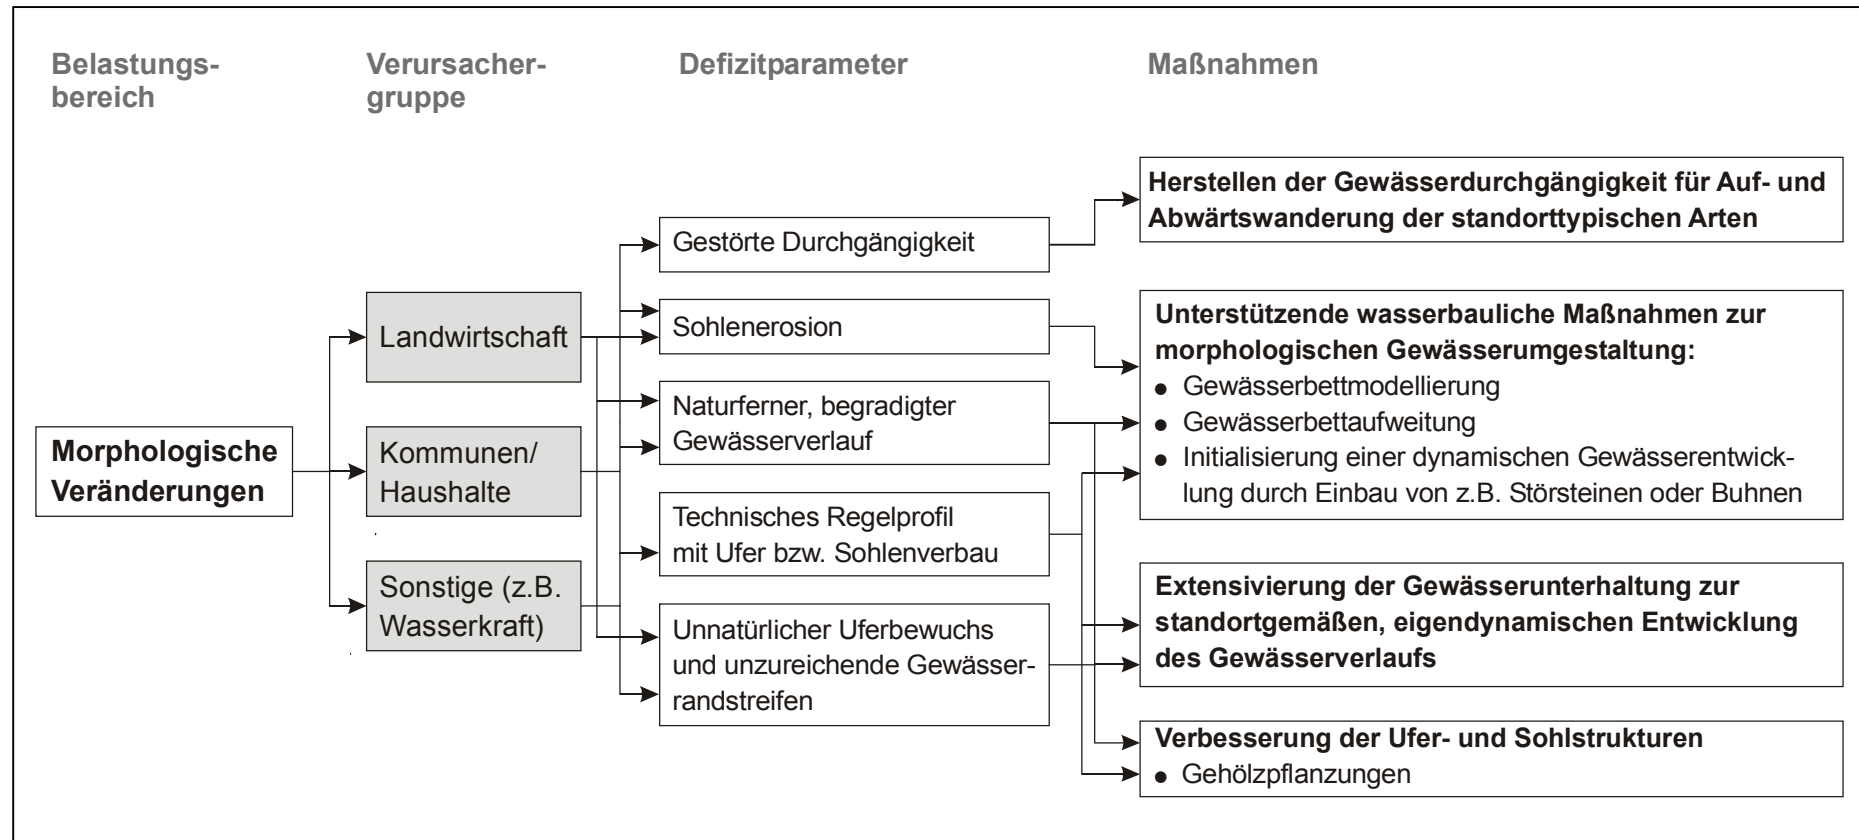 Belastungs-
bereich
Verursacher-
gruppe
Defizitparameter
Maßnahmen
Morphologische
Veränderungen
Landwirtschaft
Kommunen/
Haushalte
Sonstige (z.B.
Wasserkraft)
Gestörte Durchgängigkeit
Sohlenerosion
Naturferner, begradigter
Gewässerverlauf
Technisches Regelprofil
mit Ufer bzw. Sohlenverbau
Unnatürlicher Uferbewuchs
und unzureichende Gewässer-
randstreifen
Herstellen der Gewässerdurchgängigkeit für Auf- und
Abwärtswanderung der standorttypischen Arten
Unterstützende wasserbauliche Maßnahmen zur
morphologischen Gewässerumgestaltung:
• Gewässerbettmodellierung
• Gewässerbettaufweitung
• Initialisierung einer dynamischen Gewässerentwick-
lung durch Einbau von z.B. Störsteinen oder Buhnen
Extensivierung der Gewässerunterhaltung zur
standortgemäßen, eigendynamischen Entwicklung
des Gewässerverlaufs
Verbesserung der Ufer- und Sohlstrukturen
• Gehölzpflanzungen